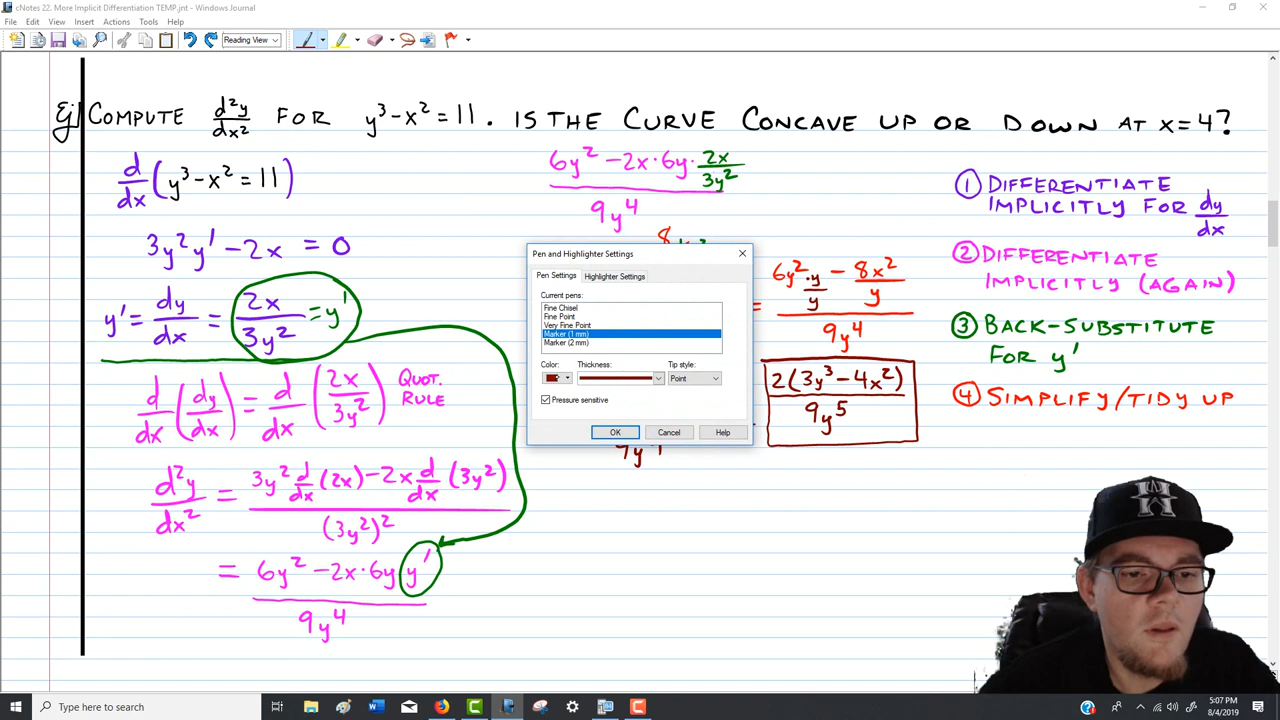 cNotes 22. More Implicit Differentiation TEMP.jnt - Windows Journal
File Edit View Insert Actions Tools Help
Reading View
Ej) COMPUTE d²y/dx² FOR y³-x²=11. IS THE CURVE CONCAVE UP OR DOWN AT x=4?
d/dx (y³-x²=11)
3y²y' - 2x = 0
y' = dy/dx = 2x/3y² = y'
d/dx (dy/dx) = d/dx (2x/3y²) QUOT. RULE
d²y/dx² = (3y² d/dx (2x) - 2x d/dx (3y²))/(3y²)²
= (6y² - 2x·6y y')/9y⁴
(6y² - 2x·6y · 2x/3y²)/9y⁴
8
= (6y² · y/y - 8x²/y)/9y⁴
2(3y³-4x²)/9y⁵
9y⁴
① DIFFERENTIATE
IMPLICITLY FOR dy/dx
② DIFFERENTIATE
IMPLICITLY (AGAIN)
③ BACK-SUBSTITUTE
FOR y'
④ SIMPLIFY/TIDY UP
Pen and Highlighter Settings
Pen Settings Highlighter Settings
Current pens:
Fine Chisel
Fine Point
Very Fine Point
Marker (1 mm)
Marker (2 mm)
Color: Thickness: Tip style:
Point
Pressure sensitive
OK Cancel Help
H
Type here to search
5:07 PM
8/4/2019